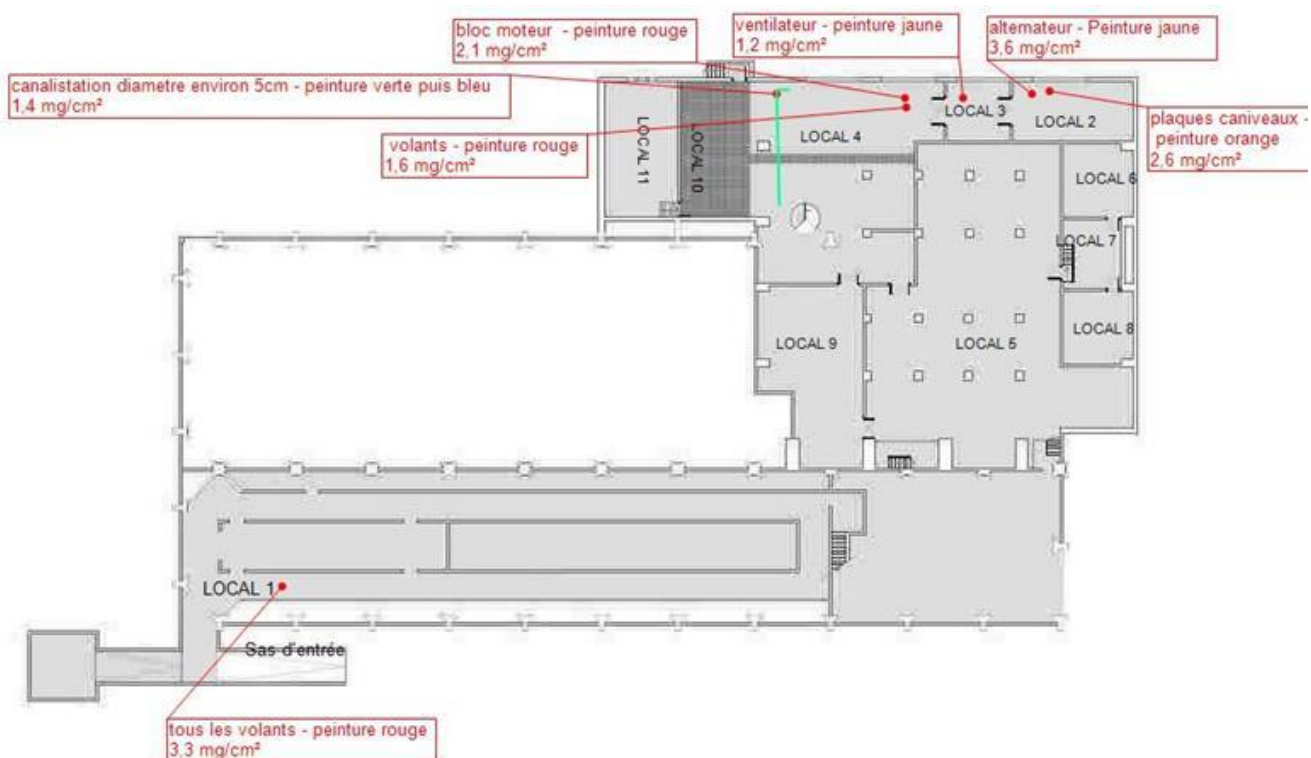 bloc moteur - peinture rouge
2,1 mg/cm²
ventilateur - peinture jaune
1,2 mg/cm²
alternateur - Peinture jaune
3,6 mg/cm²
canalistation diametre environ 5cm - peinture verte puis bleu
1,4 mg/cm²
volants - peinture rouge
1,6 mg/cm²
plaques caniveaux -
peinture orange
2,6 mg/cm²
LOCAL 11
LOCAL 10
LOCAL 4
LOCAL 3
LOCAL 2
LOCAL 6
LOCAL 7
LOCAL 8
LOCAL 9
LOCAL 5
LOCAL 1
Sas d'entrée
tous les volants - peinture rouge
3,3 mg/cm²